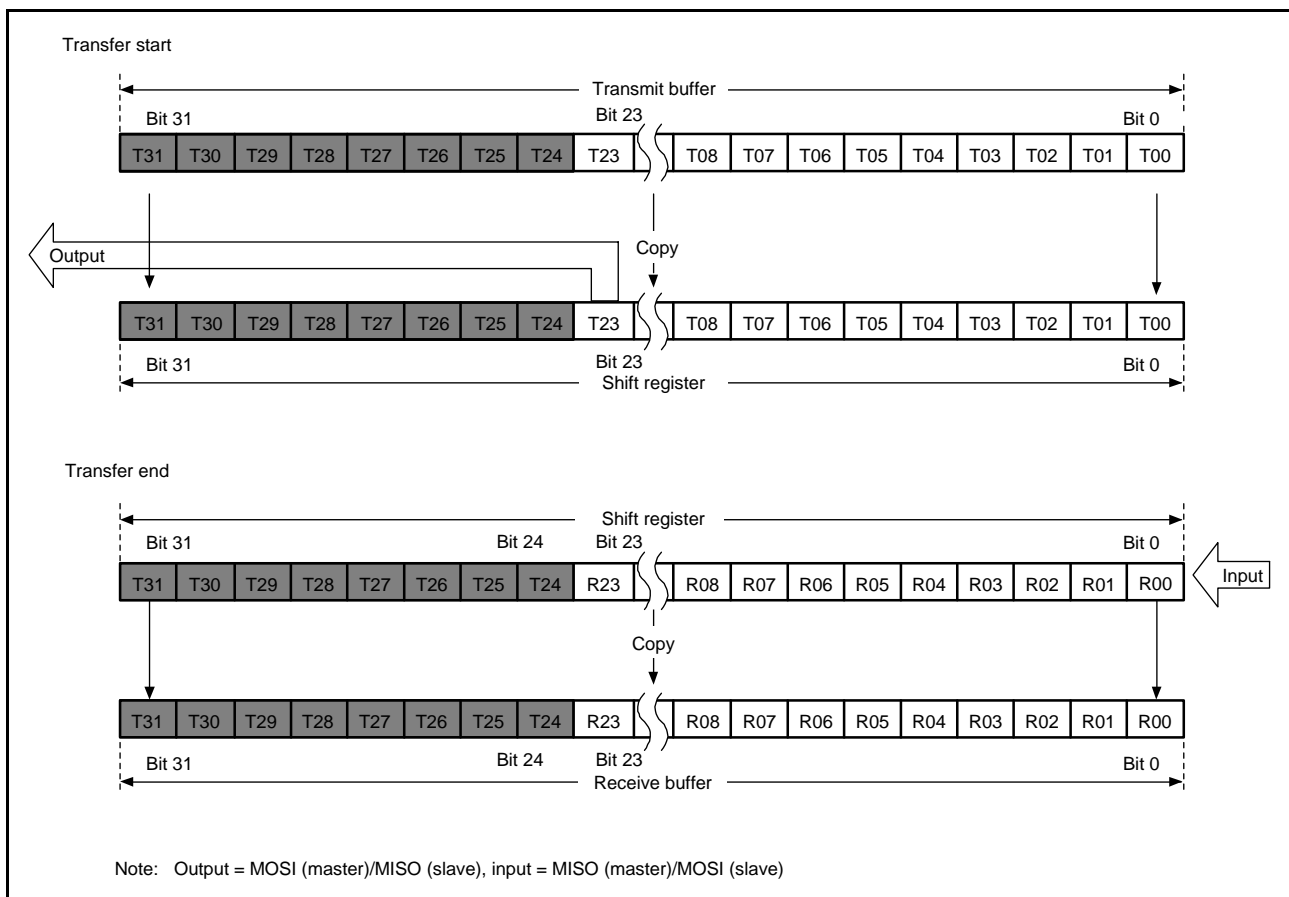 Transfer start
Transmit buffer
Bit 31 Bit 23 Bit 0
T31 T30 T29 T28 T27 T26 T25 T24 T23 T08 T07 T06 T05 T04 T03 T02 T01 T00
Output Copy
T31 T30 T29 T28 T27 T26 T25 T24 T23 T08 T07 T06 T05 T04 T03 T02 T01 T00
Bit 31 Bit 23 Bit 0
Shift register
Transfer end
Shift register
Bit 31 Bit 24 Bit 23 Bit 0
T31 T30 T29 T28 T27 T26 T25 T24 R23 R08 R07 R06 R05 R04 R03 R02 R01 R00 Input
Copy
T31 T30 T29 T28 T27 T26 T25 T24 R23 R08 R07 R06 R05 R04 R03 R02 R01 R00
Bit 31 Bit 24 Bit 23 Bit 0
Receive buffer
Note: Output = MOSI (master)/MISO (slave), input = MISO (master)/MOSI (slave)